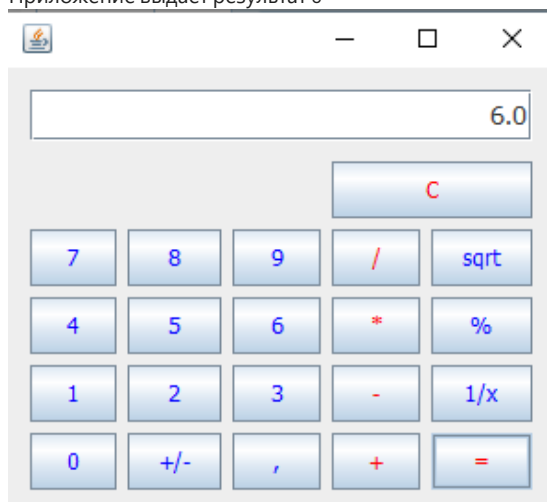 Приложение выдает результат 6
6.0
C
7 8 9 / sqrt
4 5 6 * %
1 2 3 - 1/x
0 +/- , + =